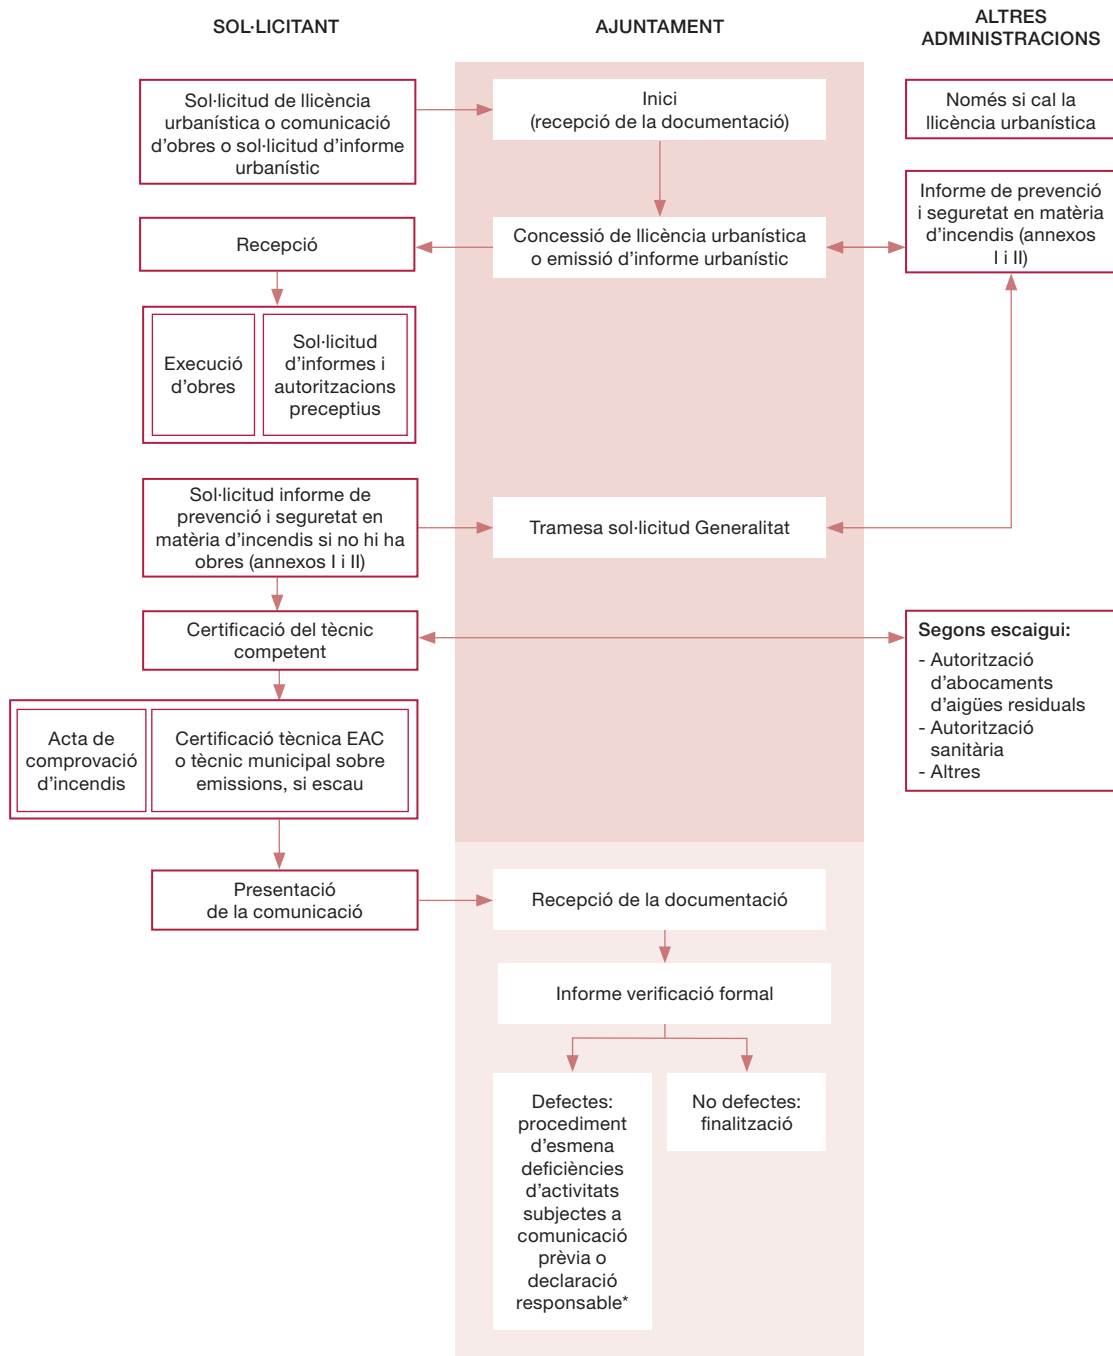 SOL·LICITANT
AJUNTAMENT
ALTRES
ADMINISTRACIONS
Sol·licitud de llicència
urbanística o comunicació
d’obres o sol·licitud d’informe
urbanístic
Inici
(recepció de la documentació)
Només si cal la
llicència urbanística
Recepció
Concessió de llicència urbanística
o emissió d’informe urbanístic
Informe de prevenció
i seguretat en matèria
d’incendis (annexos
I i II)
Execució
d’obres
Sol·licitud
d’informes i
autoritzacions
preceptius
Sol·licitud informe de
prevenció i seguretat en
matèria d’incendis si no hi ha
obres (annexos I i II)
Tramesa sol·licitud Generalitat
Certificació del tècnic
competent
Segons escaigui:
- Autorització
d’abocaments
d’aigües residuals
- Autorització
sanitària
- Altres
Acta de
comprovació
d’incendis
Certificació tècnica EAC
o tècnic municipal sobre
emissions, si escau
Presentació
de la comunicació
Recepció de la documentació
Informe verificació formal
Defectes:
procediment
d’esmena
deficiències
d’activitats
subjectes a
comunicació
prèvia o
declaració
responsable*
No defectes:
finalització